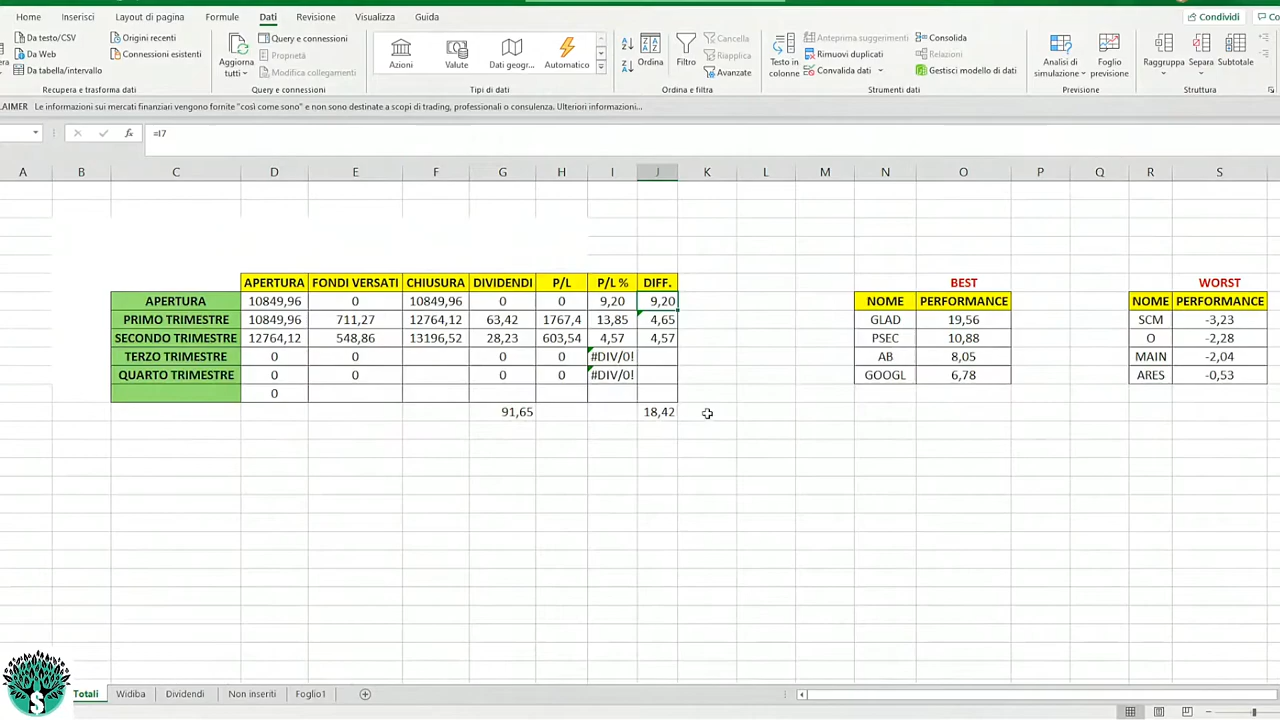 Home Inserisci Layout di pagina Formule Dati Revisione Visualizza Guida Condividi
Da testo/CSV
Da Web
Da tabella/intervallo
Origini recenti
Connessioni esistenti
Recupera e trasforma dati
Aggiorna tutti
Query e connessioni
Proprietà
Modifica collegamenti
Query e connessioni
Azioni Valute Dati geogr... Automatico
Tipi di dati
Ordina Filtro
Cancella
Riapplica
Avanzate
Ordina e filtra
Testo in colonne
Anteprima suggerimenti
Rimuovi duplicati
Convalida dati
Consolida
Relazioni
Gestisci modello di dati
Strumenti dati
Analisi di simulazione
Foglio previsione
Previsione
Raggruppa Separa Subtotale
Struttura
LAIMER Le informazioni sui mercati finanziari vengono fornite "così come sono" e non sono destinate a scopi di trading, professionali o consulenza. Ulteriori informazioni...
fx =I7
A B C D E F G H I J K L M N O P Q R S
BEST WORST
APERTURA FONDI VERSATI CHIUSURA DIVIDENDI P/L P/L % DIFF.
APERTURA 10849,96 0 10849,96 0 0 9,20 9,20 NOME PERFORMANCE NOME PERFORMANCE
PRIMO TRIMESTRE 10849,96 711,27 12764,12 63,42 1767,4 13,85 4,65 GLAD 19,56 SCM -3,23
SECONDO TRIMESTRE 12764,12 548,86 13196,52 28,23 603,54 4,57 4,57 PSEC 10,88 O -2,28
TERZO TRIMESTRE 0 0 0 0 #DIV/0! AB 8,05 MAIN -2,04
QUARTO TRIMESTRE 0 0 0 0 #DIV/0! GOOGL 6,78 ARES -0,53
0
91,65 18,42
Totali Widiba Dividendi Non inseriti Foglio1